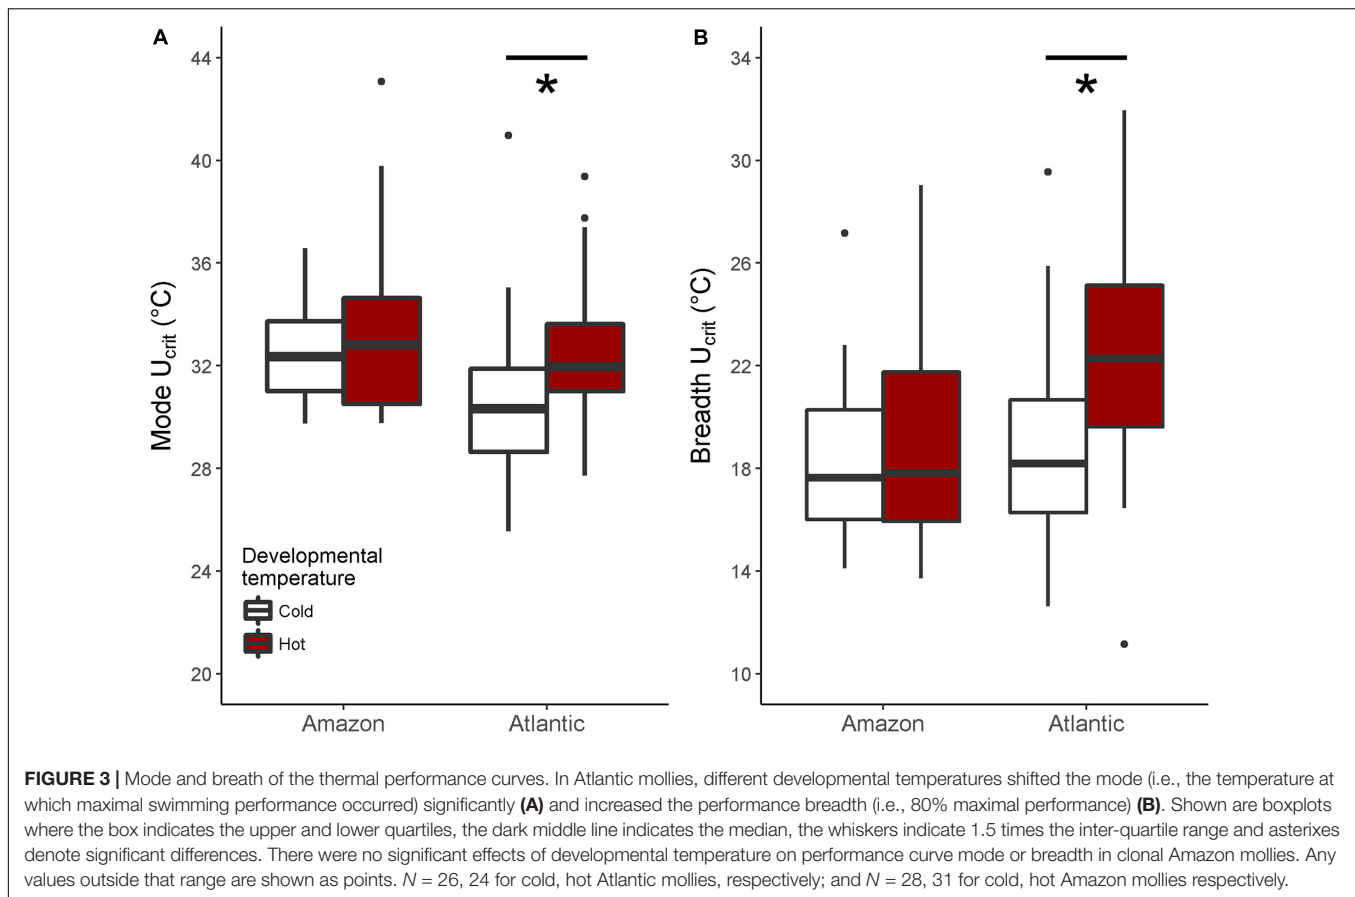 A
44
40
36
32
28
24
20
Mode Ucrit (°C)
*
Developmental
temperature
Cold
Hot
Amazon
Atlantic
B
34
30
26
22
18
14
10
Breadth Ucrit (°C)
*
Amazon
Atlantic
FIGURE 3 | Mode and breath of the thermal performance curves. In Atlantic mollies, different developmental temperatures shifted the mode (i.e., the temperature at
which maximal swimming performance occurred) significantly (A) and increased the performance breadth (i.e., 80% maximal performance) (B). Shown are boxplots
where the box indicates the upper and lower quartiles, the dark middle line indicates the median, the whiskers indicate 1.5 times the inter-quartile range and asterixes
denote significant differences. There were no significant effects of developmental temperature on performance curve mode or breadth in clonal Amazon mollies. Any
values outside that range are shown as points. N = 26, 24 for cold, hot Atlantic mollies, respectively; and N = 28, 31 for cold, hot Amazon mollies respectively.